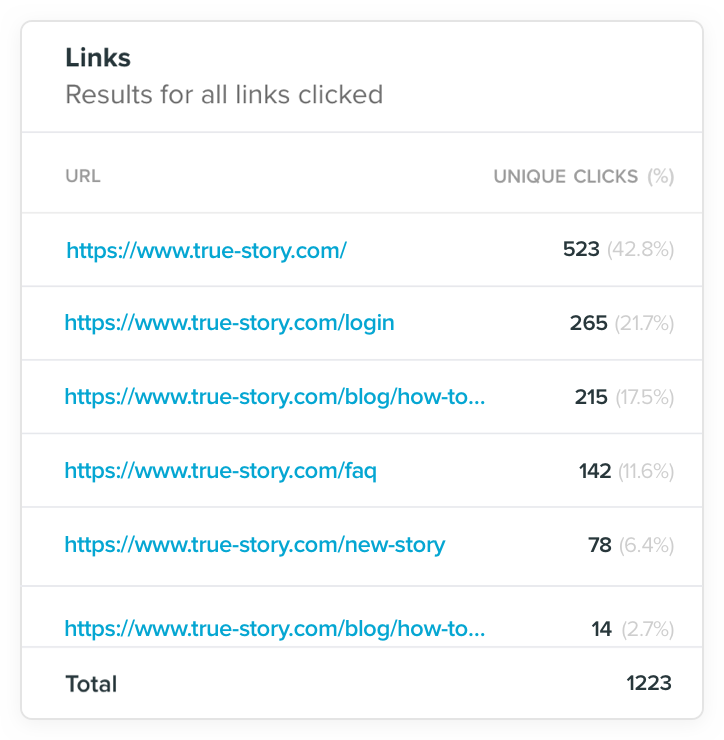 Links
Results for all links clicked
URL UNIQUE CLICKS (%)
https://www.true-story.com/ 523 (42.8%)
https://www.true-story.com/login 265 (21.7%)
https://www.true-story.com/blog/how-to... 215 (17.5%)
https://www.true-story.com/faq 142 (11.6%)
https://www.true-story.com/new-story 78 (6.4%)
https://www.true-story.com/blog/how-to... 14 (2.7%)
Total 1223